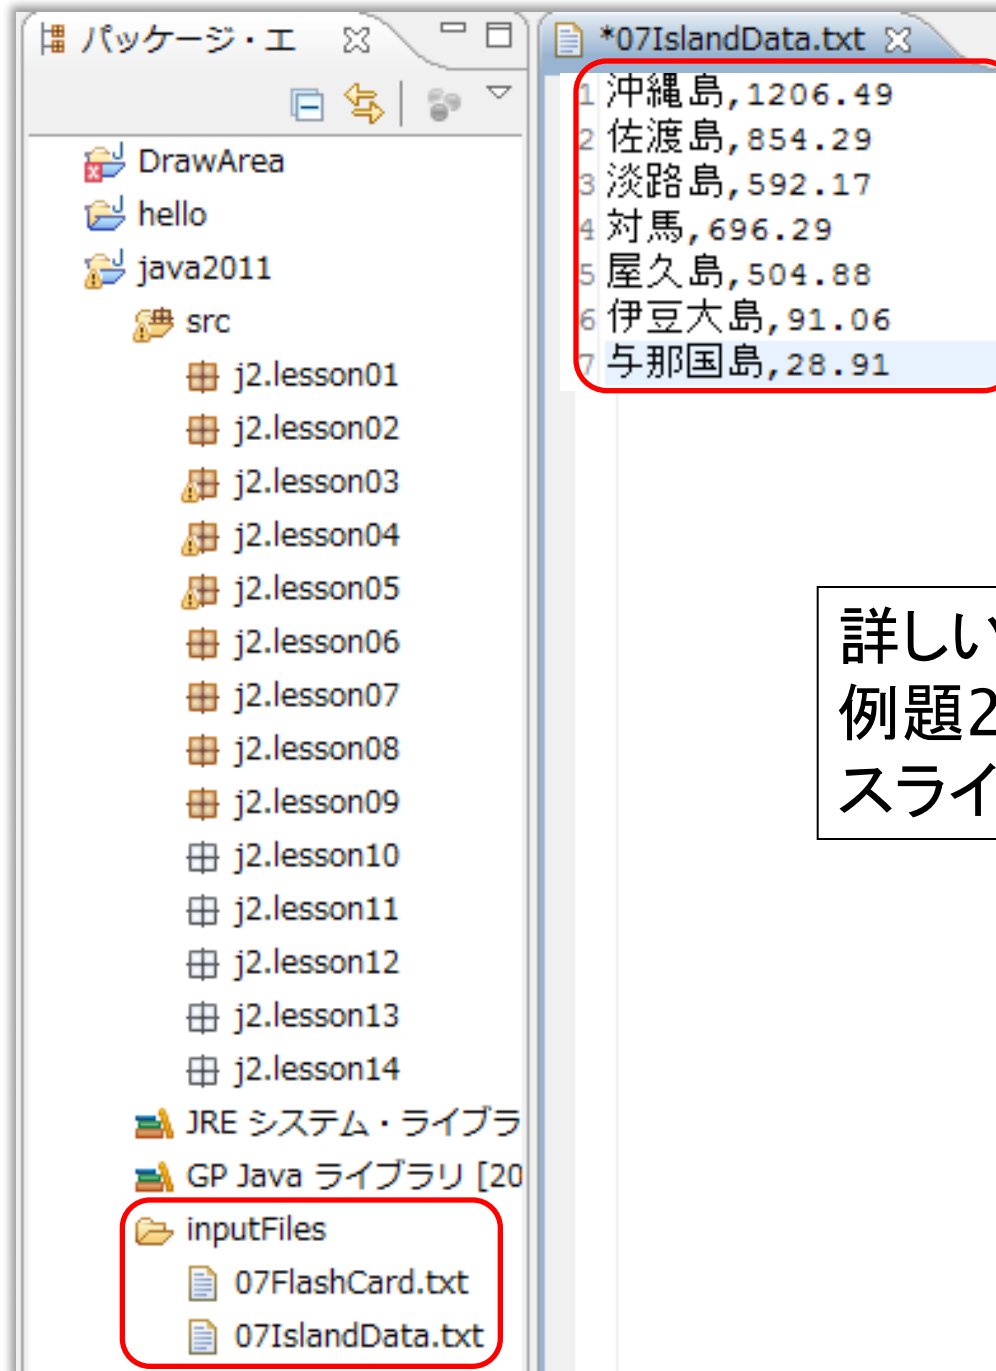 パッケージ・エ
DrawArea
hello
java2011
src
j2.lesson01
j2.lesson02
j2.lesson03
j2.lesson04
j2.lesson05
j2.lesson06
j2.lesson07
j2.lesson08
j2.lesson09
j2.lesson10
j2.lesson11
j2.lesson12
j2.lesson13
j2.lesson14
JRE システム・ライブラ
GP Java ライブラリ [20
inputFiles
07FlashCard.txt
07IslandData.txt
*07IslandData.txt
1 沖縄島,1206.49
2 佐渡島,854.29
3 淡路島,592.17
4 対馬,696.29
5 屋久島,504.88
6 伊豆大島,91.06
7 与那国島,28.91
詳しい
例題2
スライ